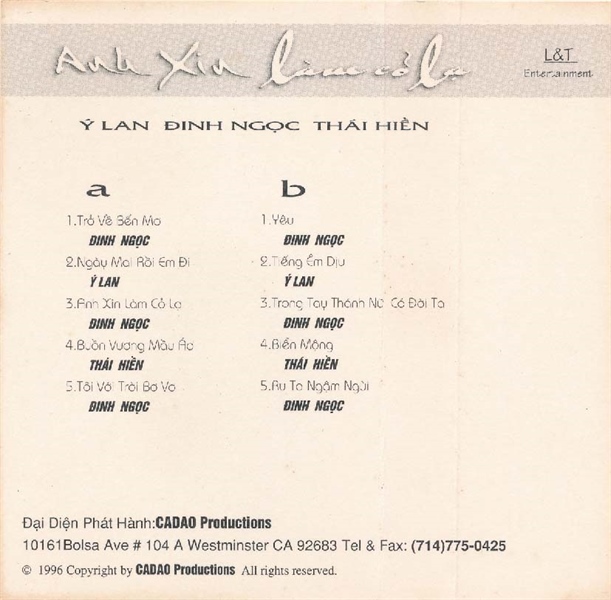 Anh Xin làm cỏ lạ
L&T
Entertainment
Ý LAN ĐINH NGỌC THÁI HIỀN
a
1.Trở Về Bến Mơ
ĐINH NGỌC
2.Ngày Mai Rồi Em Đi
Ý LAN
3.Anh Xin Làm Cỏ Lạ
ĐINH NGỌC
4.Buồn Vương Mầu Áo
THÁI HIỀN
5.Tôi Với Trời Bơ Vơ
ĐINH NGỌC
b
1.Yêu
ĐINH NGỌC
2.Tiếng Êm Dịu
Ý LAN
3.Trong Tay Thánh Nữ Có Đời Ta
ĐINH NGỌC
4.Biển Mộng
THÁI HIỀN
5.Ru Ta Ngậm Ngùi
ĐINH NGỌC
Đại Diện Phát Hành:CADAO Productions
10161Bolsa Ave # 104 A Westminster CA 92683 Tel & Fax: (714)775-0425
© 1996 Copyright by CADAO Productions All rights reserved.